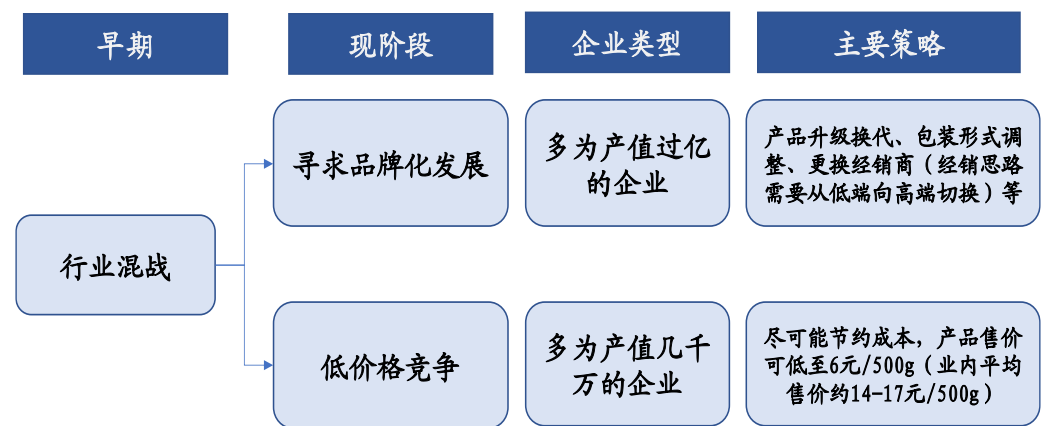 早期
现阶段
企业类型
主要策略
行业混战
寻求品牌化发展
多为产值过亿
的企业
产品升级换代、包装形式调
整、更换经销商（经销思路
需要从低端向高端切换）等
低价格竞争
多为产值几千
万的企业
尽可能节约成本，产品售价
可低至6元/500g（业内平均
售价约14-17元/500g）